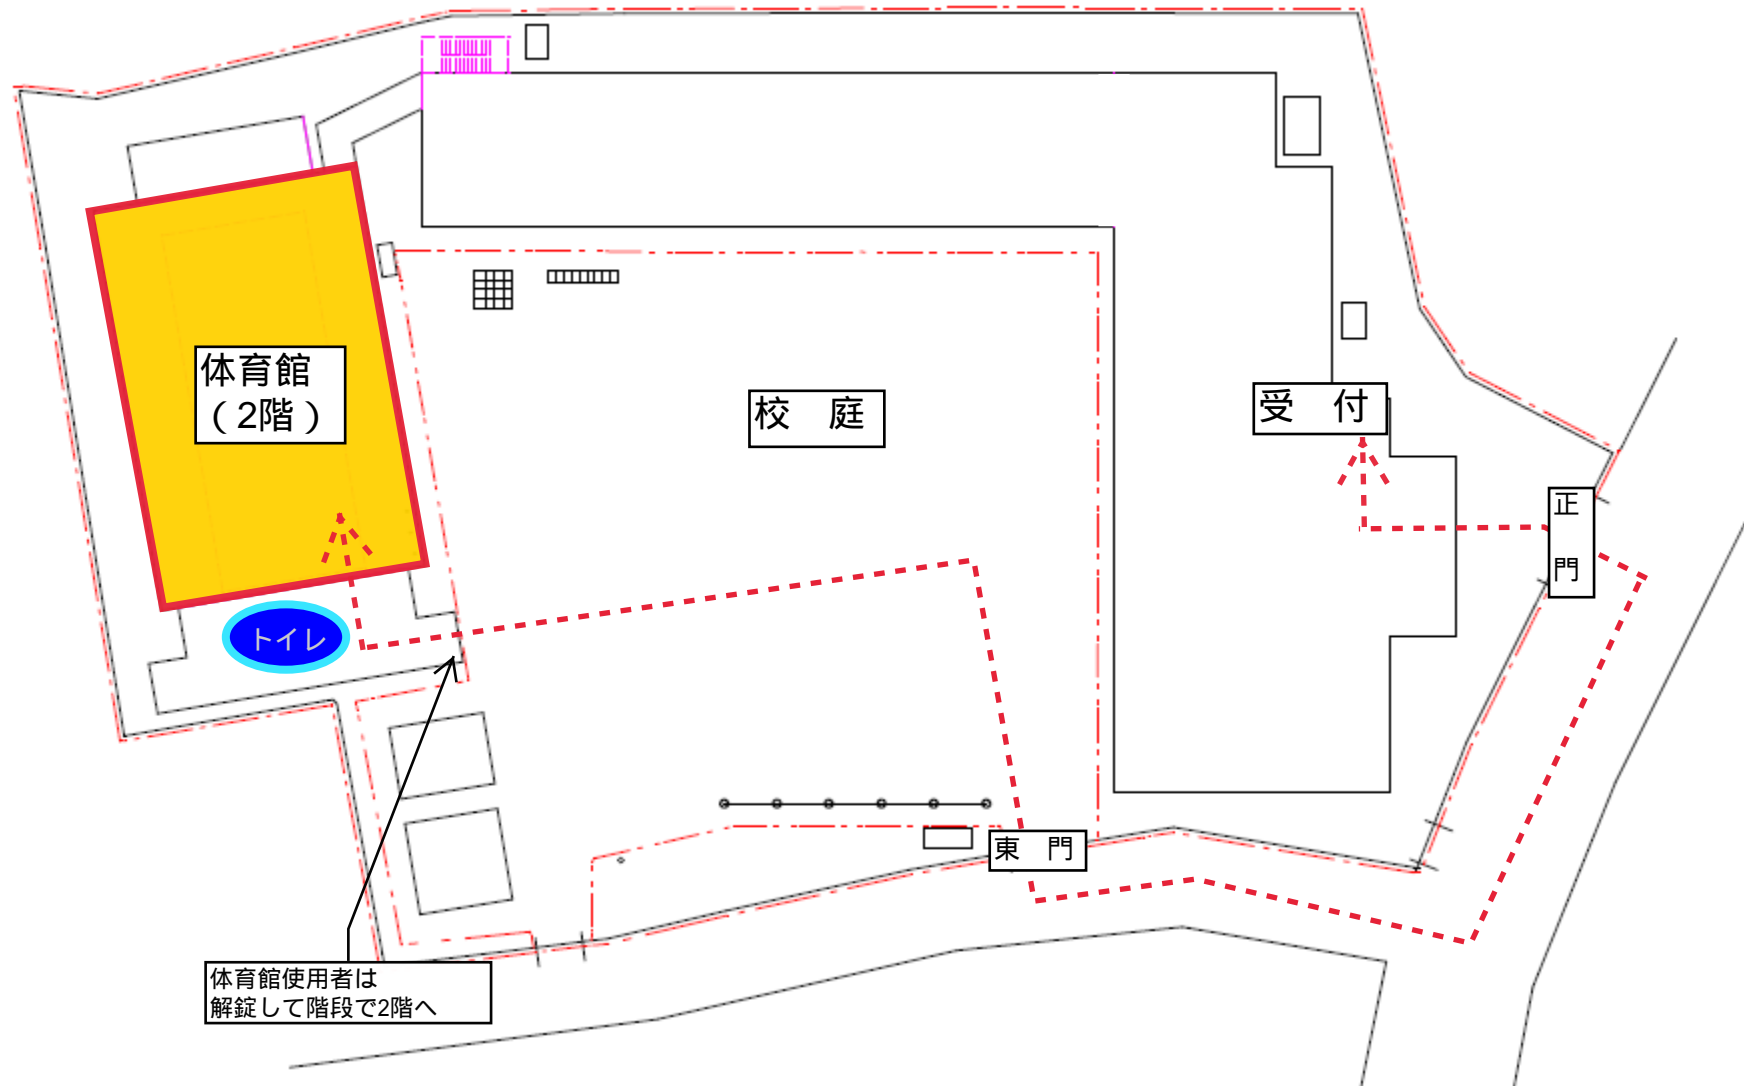 体育館
（2階）
校　庭
受　付
正
門
トイレ
東　門
体育館使用者は
解錠して階段で2階へ